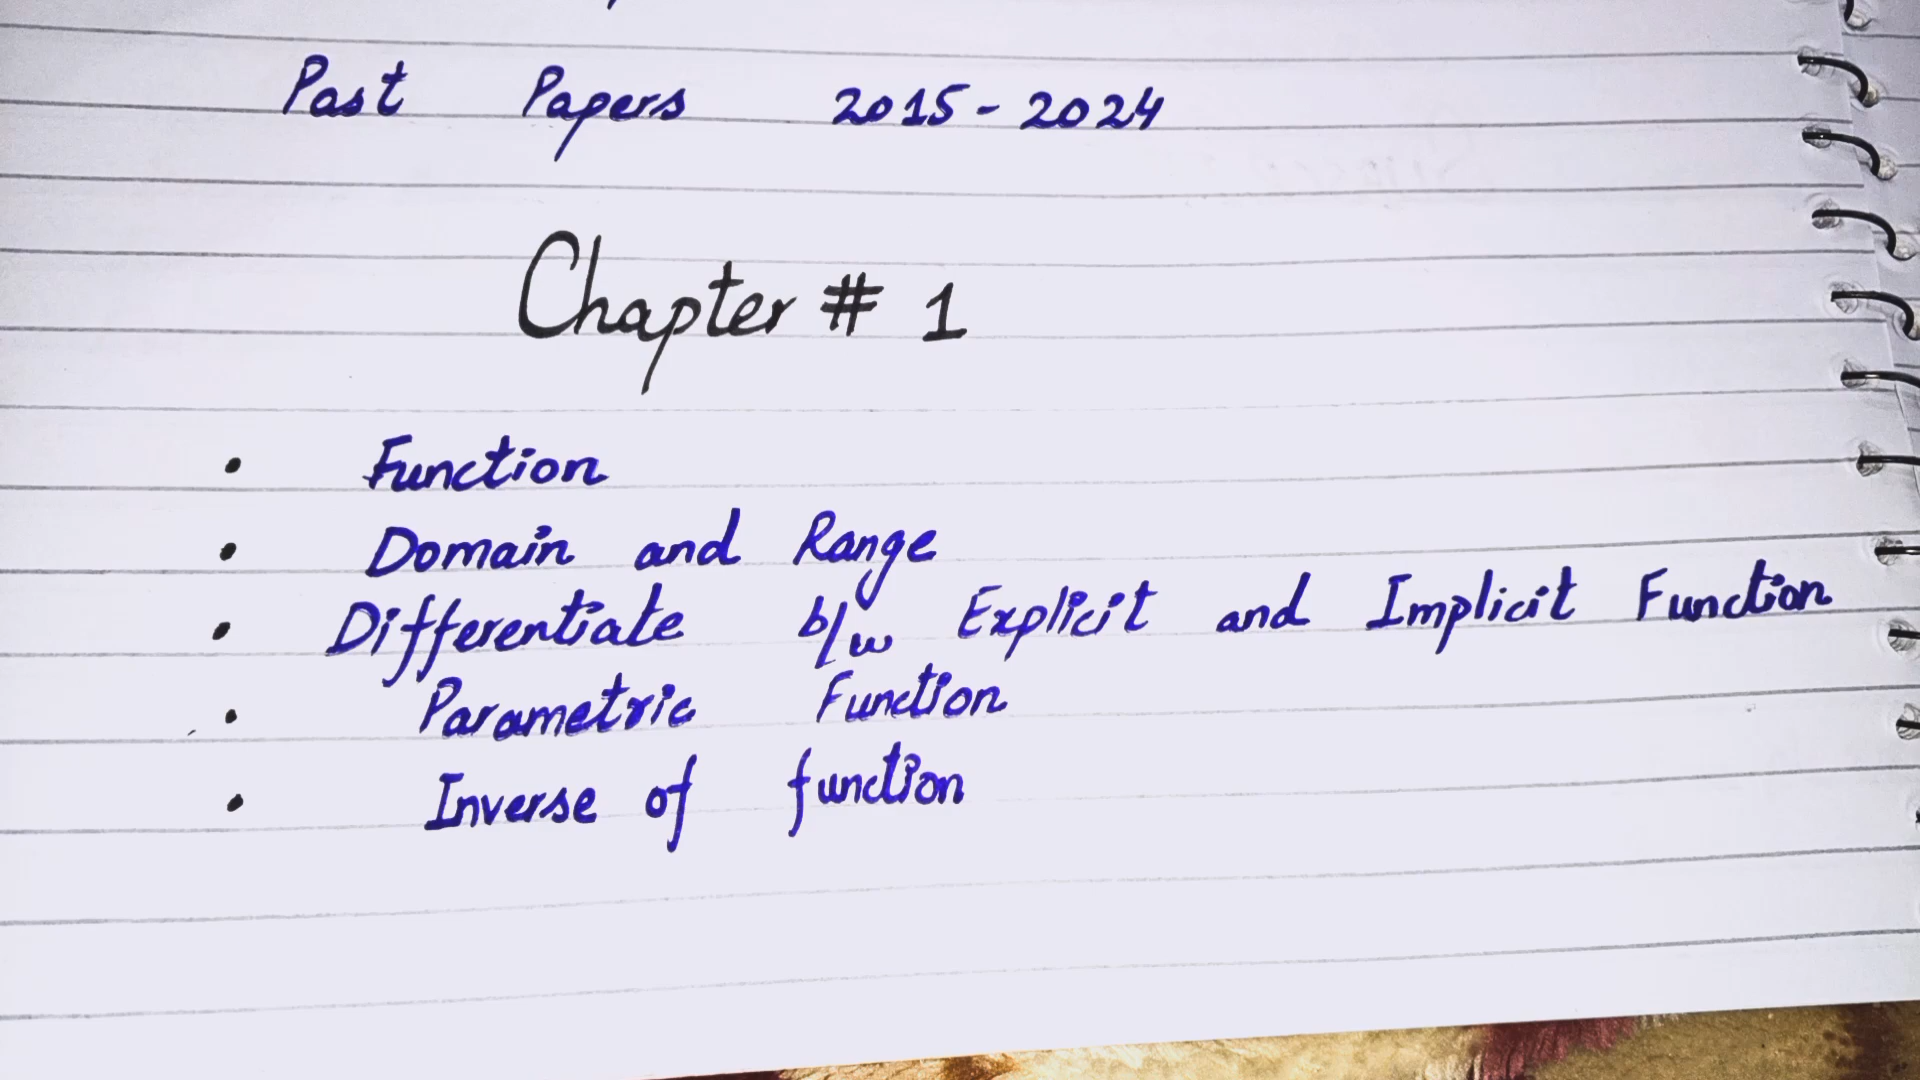 Past Papers 2015-2024
Chapter # 1
• Function
• Domain and Range
• Differentiate b/w Explicit and Implicit Function
• Parametric Function
• Inverse of function